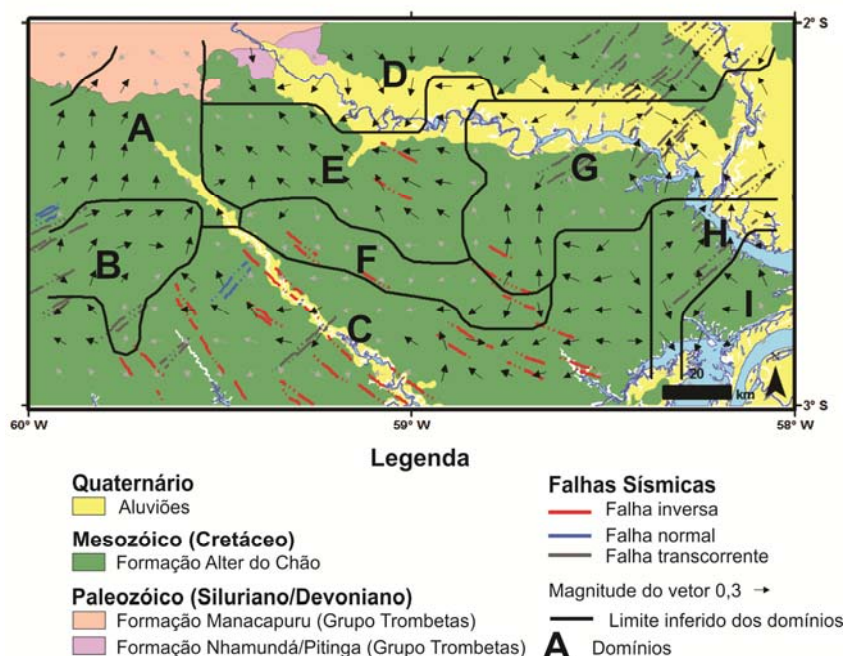 2° S
D
A
E
G
H
B
F
I
C
20
km
3° S
60° W
59° W
58° W
Legenda
Quaternário
Aluviões
Mesozóico (Cretáceo)
Formação Alter do Chão
Paleozóico (Siluriano/Devoniano)
Formação Manacapuru (Grupo Trombetas)
Formação Nhamundá/Pitinga (Grupo Trombetas)
Falhas Sísmicas
Falha inversa
Falha normal
Falha transcorrente
Magnitude do vetor 0,3
Limite inferido dos domínios
A Domínios